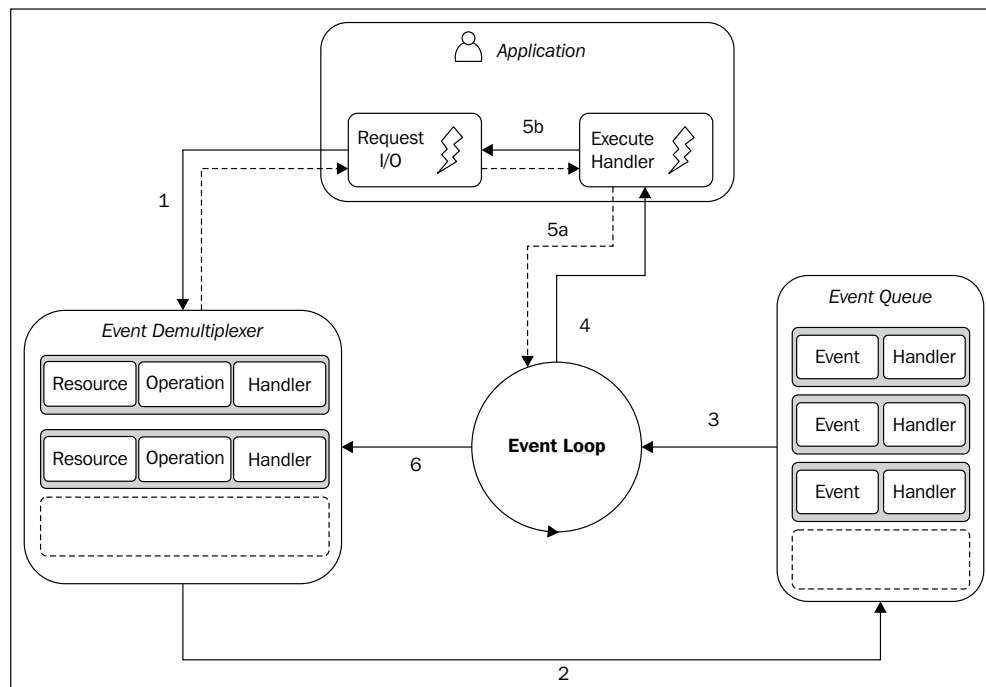 Application
Request
I/O
5b
Execute
Handler
1
5a
4
Event Demultiplexer
Resource Operation Handler
Resource Operation Handler
Event Loop
6
3
Event Queue
Event Handler
Event Handler
Event Handler
2